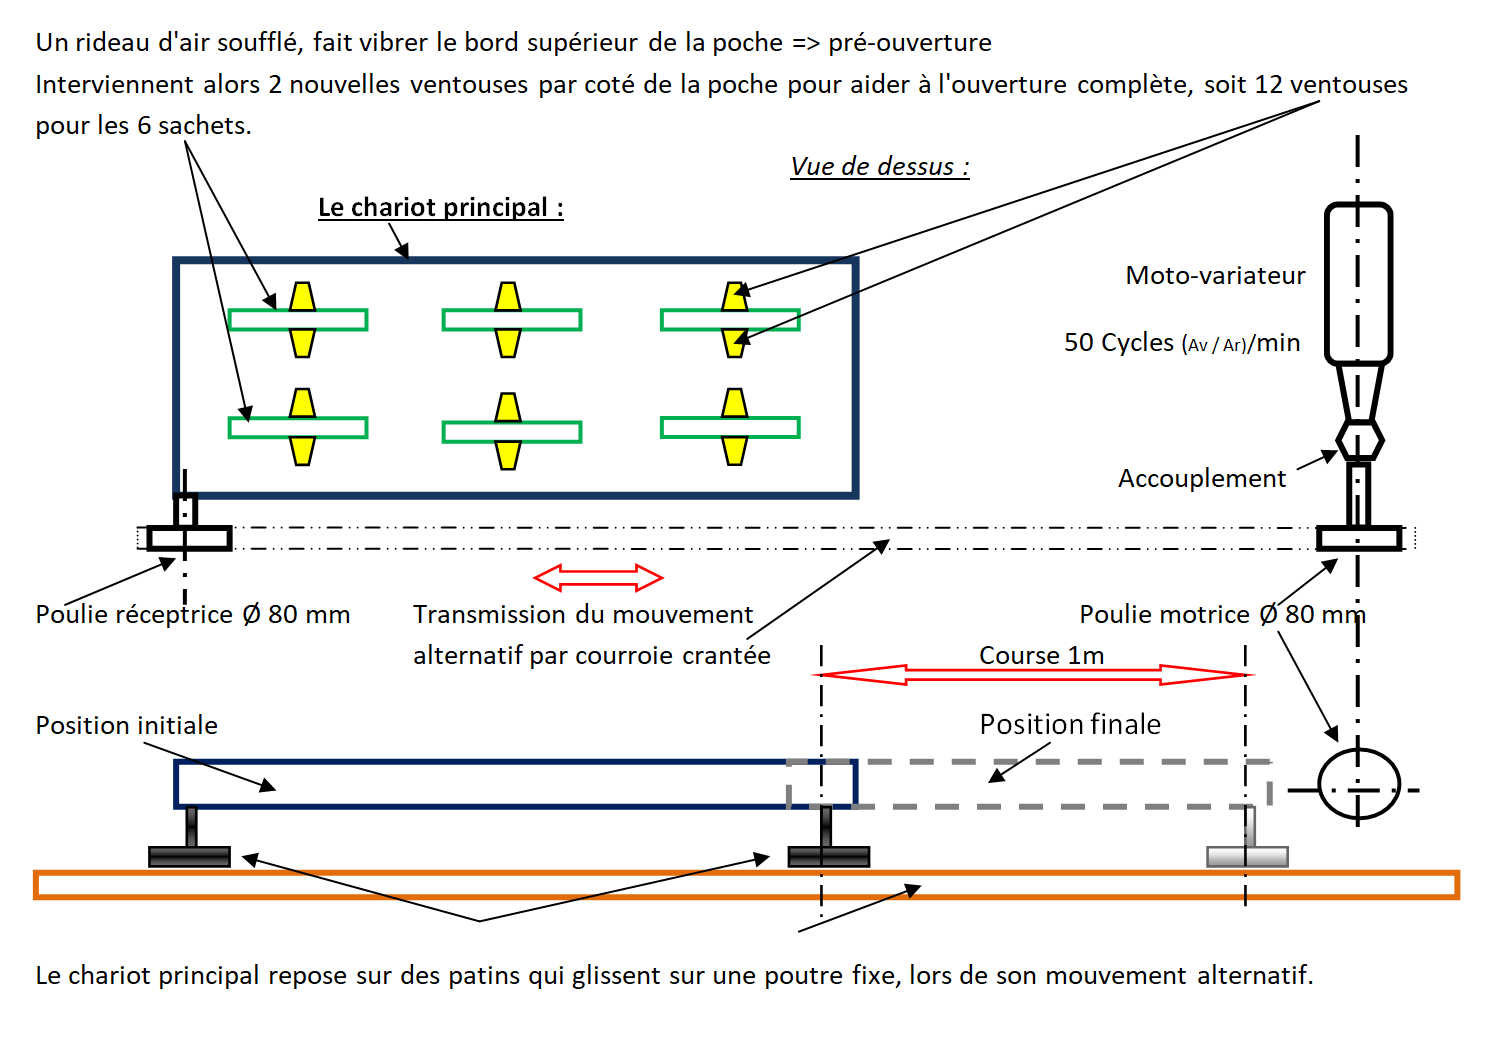 Un rideau d'air soufflé, fait vibrer le bord supérieur de la poche => pré-ouverture
Interviennent alors 2 nouvelles ventouses par coté de la poche pour aider à l'ouverture complète, soit 12 ventouses
pour les 6 sachets.
Vue de dessus :
Le chariot principal :
Moto-variateur
50 Cycles (Av / Ar)/min
Accouplement
Poulie réceptrice Ø 80 mm
Transmission du mouvement
alternatif par courroie crantée
Poulie motrice Ø 80 mm
Course 1m
Position initiale
Position finale
Le chariot principal repose sur des patins qui glissent sur une poutre fixe, lors de son mouvement alternatif.